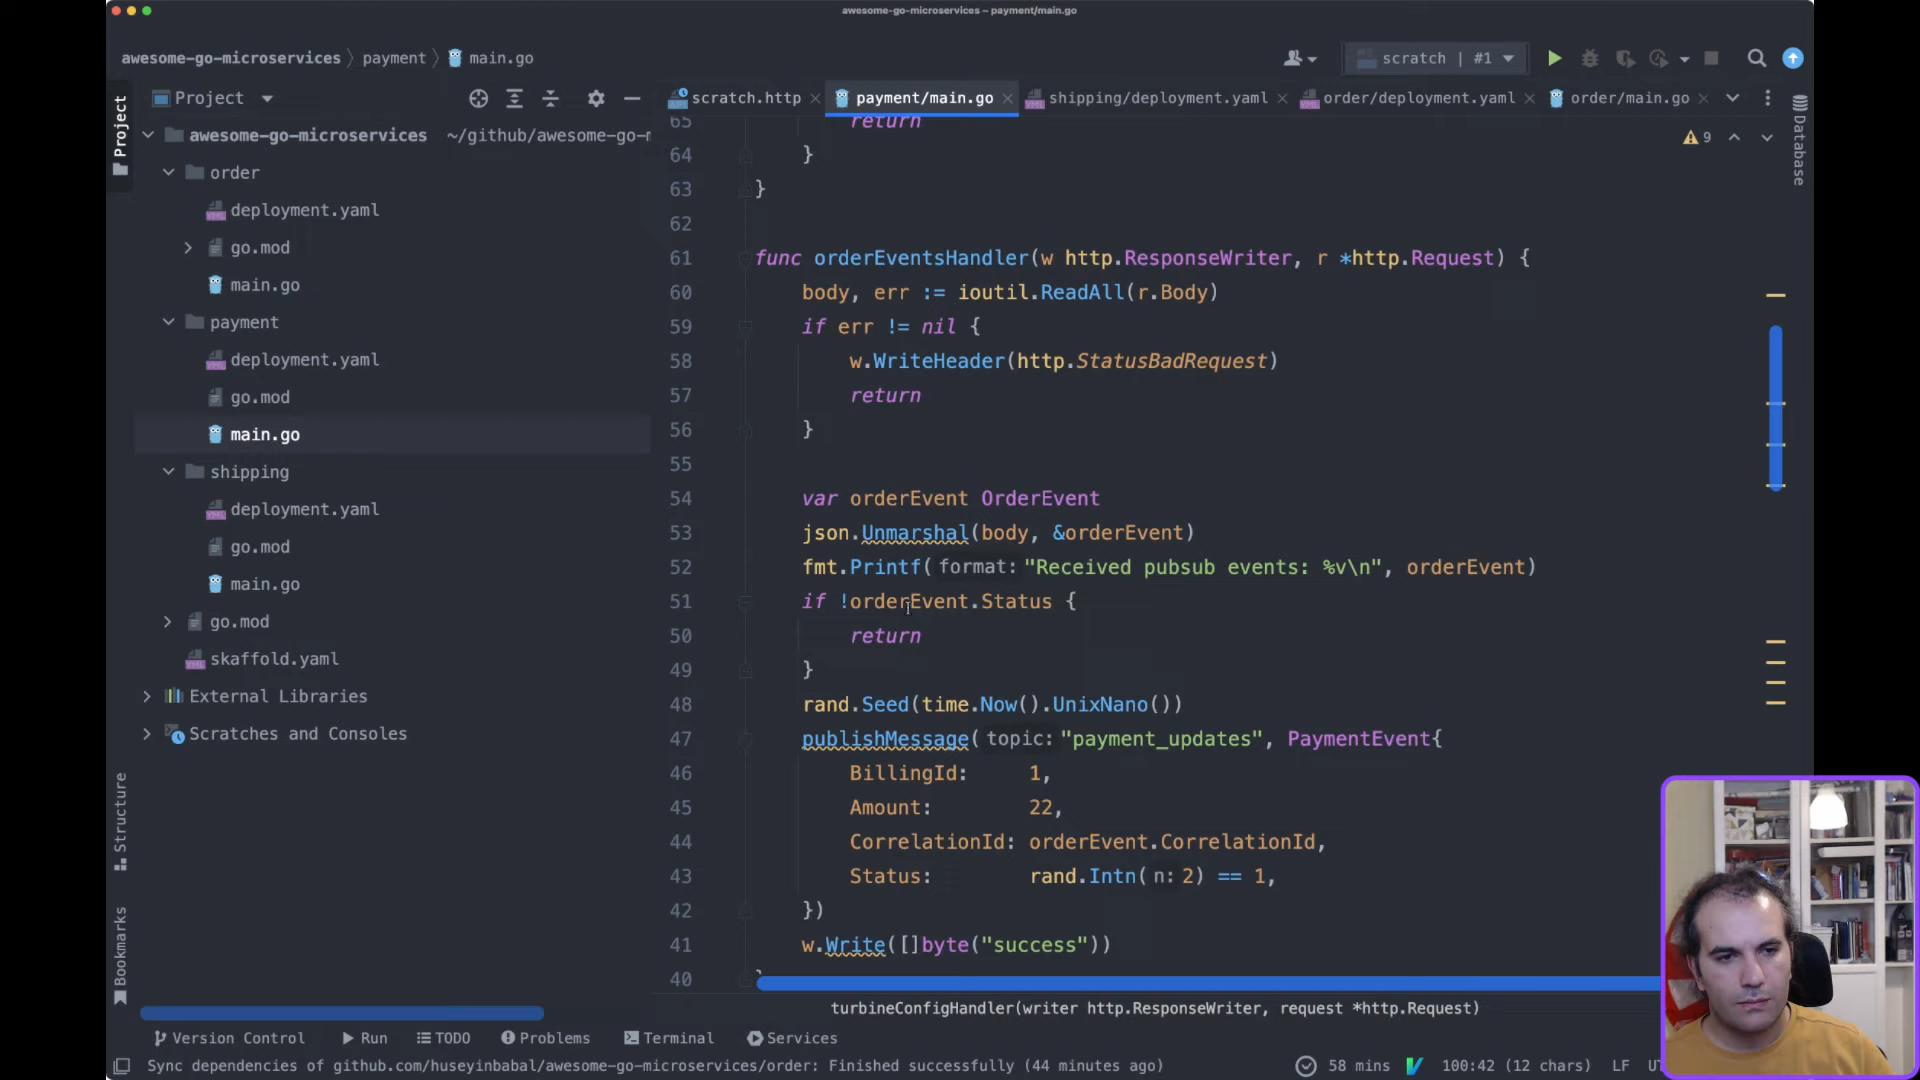 awesome-go-microservices – payment/main.go
awesome-go-microservices payment main.go
scratch | #1
Project
scratch.http
payment/main.go
shipping/deployment.yaml
order/deployment.yaml
order/main.go
Project
Database
9
awesome-go-microservices ~/github/awesome-go-
order
deployment.yaml
go.mod
main.go
payment
deployment.yaml
go.mod
main.go
shipping
deployment.yaml
go.mod
main.go
go.mod
skaffold.yaml
External Libraries
Scratches and Consoles
65 return
64 }
63 }
62
61 func orderEventsHandler(w http.ResponseWriter, r *http.Request) {
60 body, err := ioutil.ReadAll(r.Body)
59 if err != nil {
58 w.WriteHeader(http.StatusBadRequest)
57 return
56 }
55
54 var orderEvent OrderEvent
53 json.Unmarshal(body, &orderEvent)
52 fmt.Printf( format: "Received pubsub events: %v\n", orderEvent)
51 if !orderEvent.Status {
50 return
49 }
48 rand.Seed(time.Now().UnixNano())
47 publishMessage( topic: "payment_updates", PaymentEvent{
46 BillingId: 1,
45 Amount: 22,
44 CorrelationId: orderEvent.CorrelationId,
43 Status: rand.Intn( n: 2) == 1,
42 })
41 w.Write([]byte("success"))
40
turbineConfigHandler(writer http.ResponseWriter, request *http.Request)
Structure
Bookmarks
Version Control Run TODO Problems Terminal Services
Sync dependencies of github.com/huseyinbabal/awesome-go-microservices/order: Finished successfully (44 minutes ago) 58 mins 100:42 (12 chars) LF